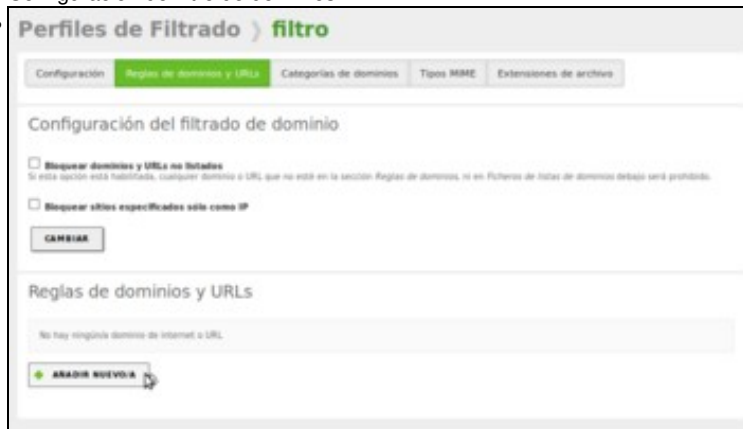 Perfiles de Filtrado 〉 filtro
Configuración Reglas de dominios y URLs Categorías de dominios Tipos MIME Extensiones de archivo
Configuración del filtrado de dominio
Bloquear dominios y URLs no listados
Si esta opción está habilitada, cualquier dominio o URL que no esté en la sección Reglas de dominios, ni en Ficheros de listas de dominios debajo será prohibido.
Bloquear sitios especificados sólo como IP
CAMBIAR
Reglas de dominios y URLs
No hay ningún/a dominio de internet o URL
AÑADIR NUEVO/A